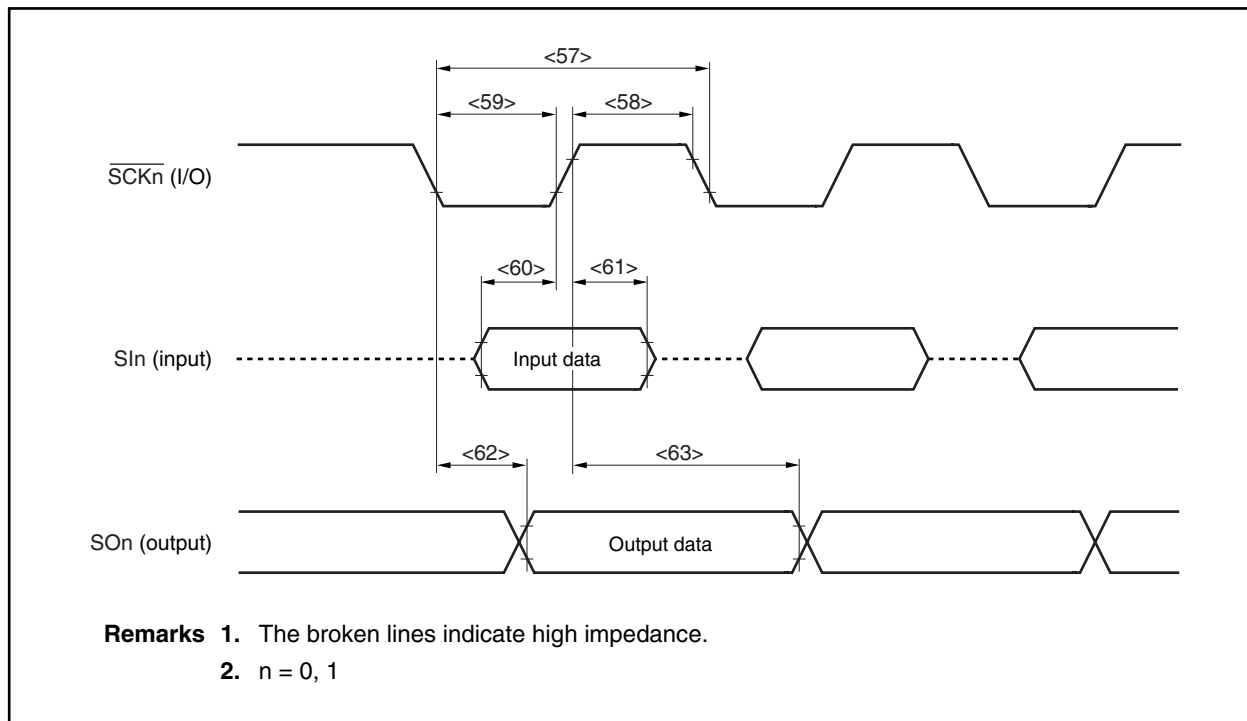 <57>
<59>
<58>
SCKn (I/O)
<60>
<61>
SIn (input)
Input data
<62>
<63>
SOn (output)
Output data
Remarks 1. The broken lines indicate high impedance.
2. n = 0, 1